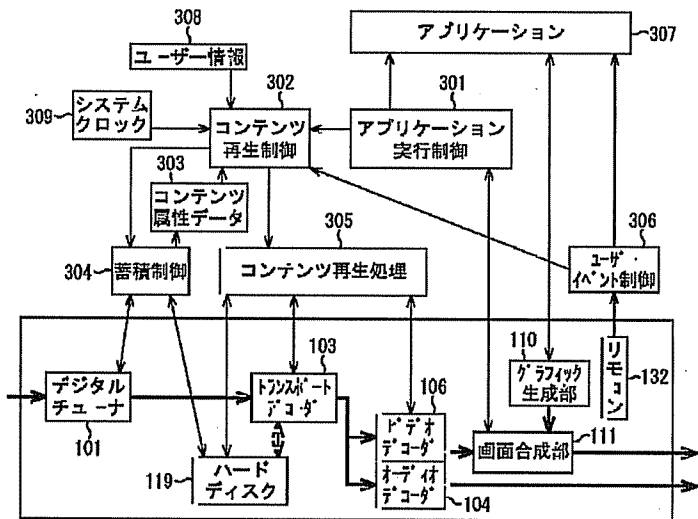 308
ユーザー情報
アプリケーション
307
302
301
309
システム
クロック
コンテンツ
再生制御
アプリケーション
実行制御
303
コンテンツ
属性データ
305
306
304
蓄積制御
コンテンツ再生処理
ユーザ・
イベント制御
110
グラフィック
生成部
リモコン
132
103
デジタル
チューナ
101
トランスポート
デコーダ
106
ビデオ
デコーダ
画面合成部
111
119
ハード
ディスク
オーディオ
デコーダ
104